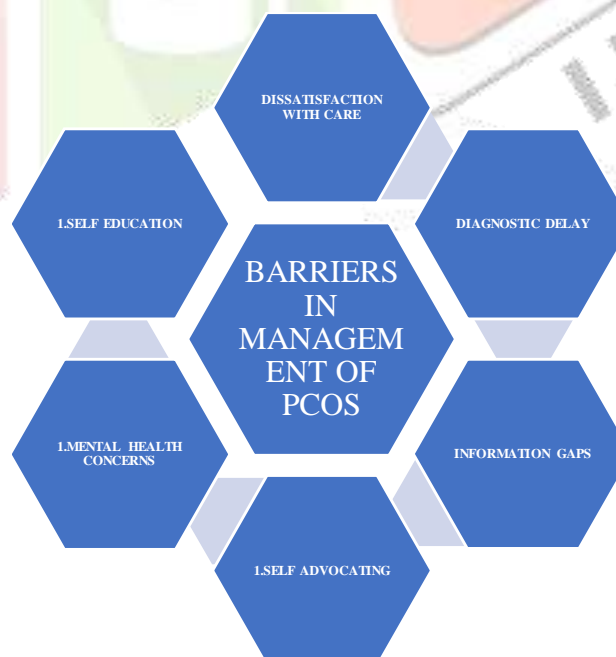 DISSATISFACTION
WITH CARE
DIAGNOSTIC DELAY
INFORMATION GAPS
1.SELF ADVOCATING
1.MENTAL HEALTH
CONCERNS
1.SELF EDUCATION
BARRIERS
IN
MANAGEM
ENT OF
PCOS